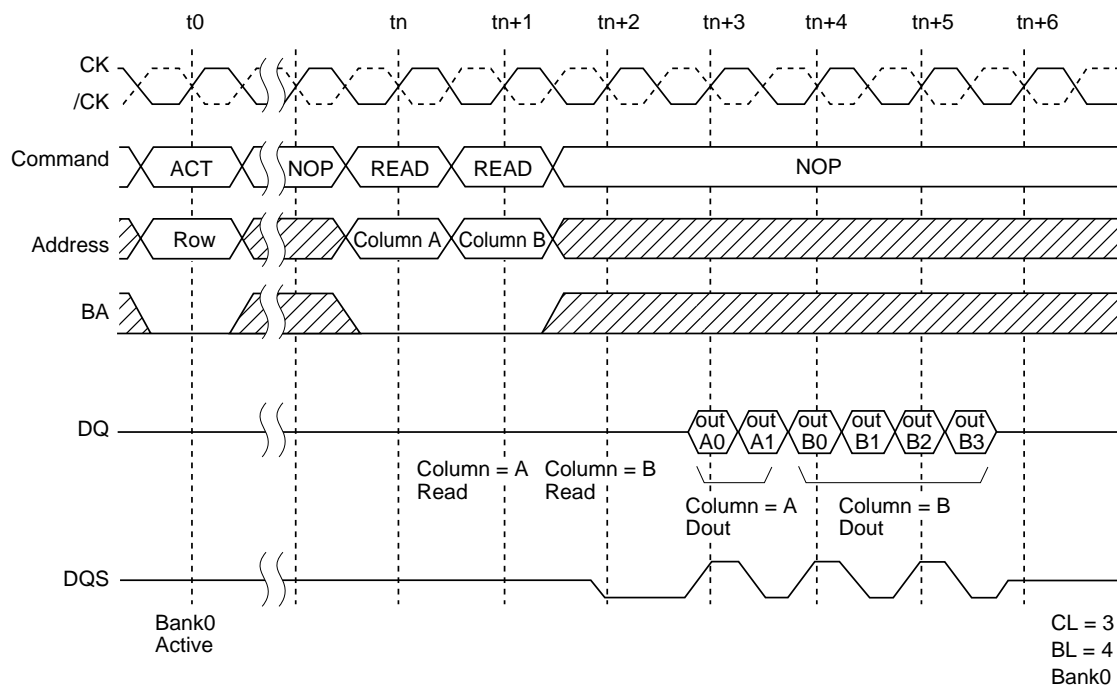 t0 tn tn+1 tn+2 tn+3 tn+4 tn+5 tn+6
CK
/CK
Command ACT NOP READ READ NOP
Address Row Column A Column B
BA
DQ out out out out out out
A0 A1 B0 B1 B2 B3
Column = A Column = B
Read Read
Column = A Column = B
Dout Dout
DQS
Bank0
Active
CL = 3
BL = 4
Bank0